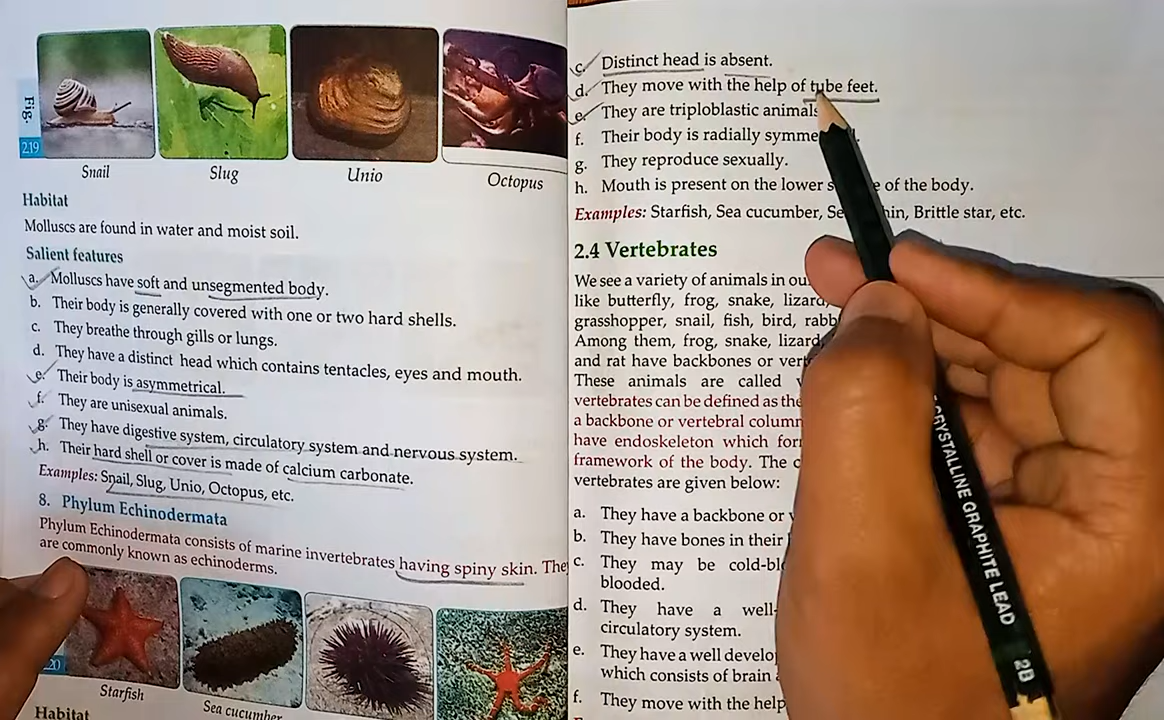 Fig.
2.19
Snail
Slug
Unio
Octopus
Habitat
Molluscs are found in water and moist soil.
Salient features
a. Molluscs have soft and unsegmented body.
b. Their body is generally covered with one or two hard shells.
c. They breathe through gills or lungs.
d. They have a distinct head which contains tentacles, eyes and mouth.
e. Their body is asymmetrical.
f. They are unisexual animals.
g. They have digestive system, circulatory system and nervous system.
h. Their hard shell or cover is made of calcium carbonate.
Examples: Snail, Slug, Unio, Octopus, etc.
8. Phylum Echinodermata
Phylum Echinodermata consists of marine invertebrates having spiny skin. The
are commonly known as echinoderms.
20
Starfish
Sea cucumber
Habitat
c. Distinct head is absent.
d. They move with the help of tube feet.
e. They are triploblastic animals
f. Their body is radially symme
g. They reproduce sexually.
h. Mouth is present on the lower s e of the body.
Examples: Starfish, Sea cucumber, Se hin, Brittle star, etc.
2.4 Vertebrates
We see a variety of animals in ou
like butterfly, frog, snake, lizard,
grasshopper, snail, fish, bird, rabb
Among them, frog, snake, lizard,
and rat have backbones or vert
These animals are called
vertebrates can be defined as the
a backbone or vertebral column
have endoskeleton which for
framework of the body. The c
vertebrates are given below:
a. They have a backbone or
b. They have bones in their
c. They may be cold-bl
blooded.
d. They have a well-
circulatory system.
e. They have a well develo
which consists of brain
f. They move with the help
CRYSTALLINE GRAPHITE LEAD
2B